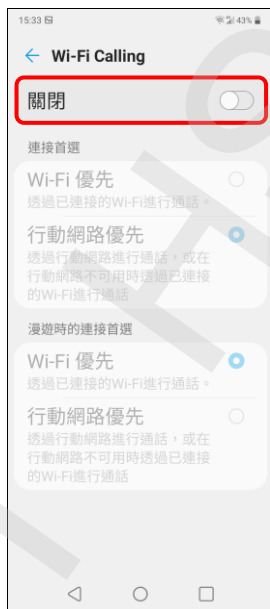 15:33 43%
Wi-Fi Calling
關閉
連接首選
Wi-Fi 優先
透過已連接的Wi-Fi進行通話。
行動網路優先
透過行動網路進行通話，或在
行動網路不可用時透過已連接
的Wi-Fi進行通話
漫遊時的連接首選
Wi-Fi 優先
透過已連接的Wi-Fi進行通話。
行動網路優先
透過行動網路進行通話，或在
行動網路不可用時透過已連接
的Wi-Fi進行通話